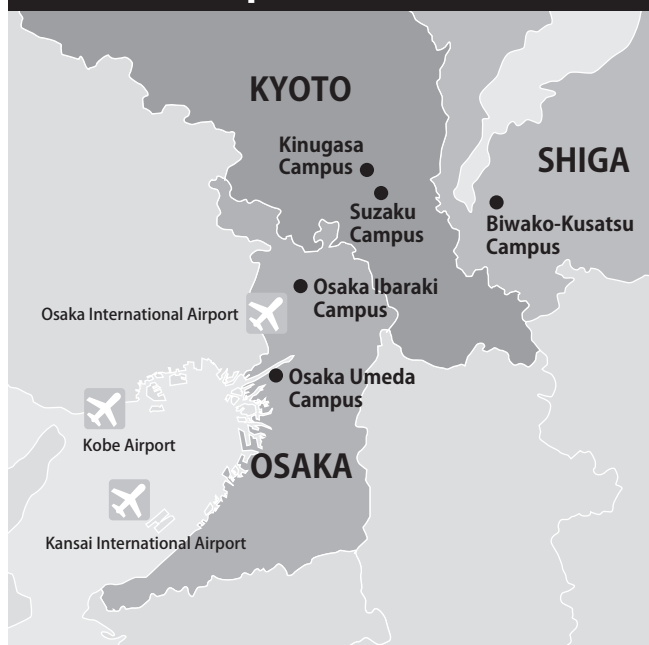 KYOTO
Kinugasa
Campus
SHIGA
Suzaku
Campus
Biwako-Kusatsu
Campus
Osaka Ibaraki
Campus
Osaka International Airport
Osaka Umeda
Campus
Kobe Airport
OSAKA
Kansai International Airport